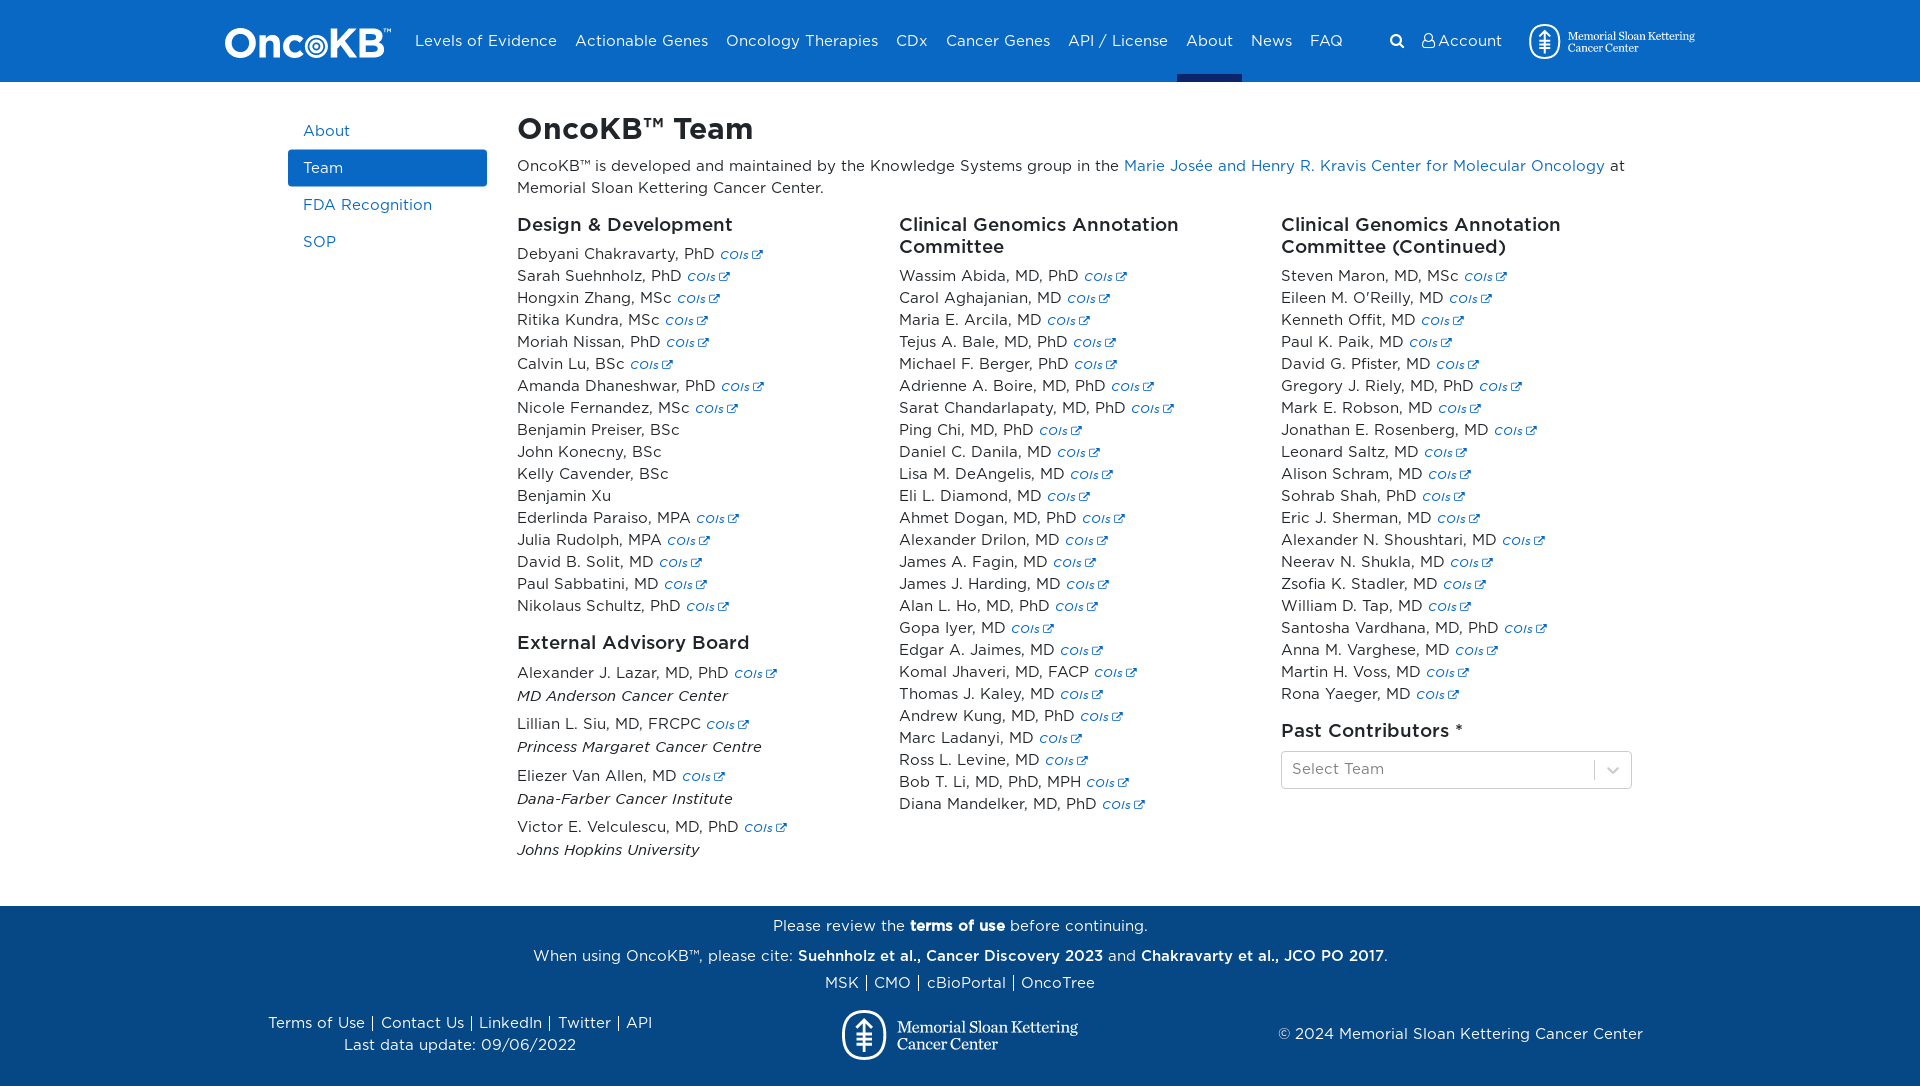 OncoKB™
Levels of Evidence
Actionable Genes
Oncology Therapies
CDx
Cancer Genes
API / License
About
News
FAQ
Account
Memorial Sloan Kettering
Cancer Center
About
Team
FDA Recognition
SOP
OncoKB™ Team
OncoKB™ is developed and maintained by the Knowledge Systems group in the Marie Josée and Henry R. Kravis Center for Molecular Oncology at
Memorial Sloan Kettering Cancer Center.
Design & Development
Debyani Chakravarty, PhD COIs
Sarah Suehnholz, PhD COIs
Hongxin Zhang, MSc COIs
Ritika Kundra, MSc COIs
Moriah Nissan, PhD COIs
Calvin Lu, BSc COIs
Amanda Dhaneshwar, PhD COIs
Nicole Fernandez, MSc COIs
Benjamin Preiser, BSc
John Konecny, BSc
Kelly Cavender, BSc
Benjamin Xu
Ederlinda Paraiso, MPA COIs
Julia Rudolph, MPA COIs
David B. Solit, MD COIs
Paul Sabbatini, MD COIs
Nikolaus Schultz, PhD COIs
External Advisory Board
Alexander J. Lazar, MD, PhD COIs
MD Anderson Cancer Center
Lillian L. Siu, MD, FRCPC COIs
Princess Margaret Cancer Centre
Eliezer Van Allen, MD COIs
Dana-Farber Cancer Institute
Victor E. Velculescu, MD, PhD COIs
Johns Hopkins University
Clinical Genomics Annotation
Committee
Wassim Abida, MD, PhD COIs
Carol Aghajanian, MD COIs
Maria E. Arcila, MD COIs
Tejus A. Bale, MD, PhD COIs
Michael F. Berger, PhD COIs
Adrienne A. Boire, MD, PhD COIs
Sarat Chandarlapaty, MD, PhD COIs
Ping Chi, MD, PhD COIs
Daniel C. Danila, MD COIs
Lisa M. DeAngelis, MD COIs
Eli L. Diamond, MD COIs
Ahmet Dogan, MD, PhD COIs
Alexander Drilon, MD COIs
James A. Fagin, MD COIs
James J. Harding, MD COIs
Alan L. Ho, MD, PhD COIs
Gopa Iyer, MD COIs
Edgar A. Jaimes, MD COIs
Komal Jhaveri, MD, FACP COIs
Thomas J. Kaley, MD COIs
Andrew Kung, MD, PhD COIs
Marc Ladanyi, MD COIs
Ross L. Levine, MD COIs
Bob T. Li, MD, PhD, MPH COIs
Diana Mandelker, MD, PhD COIs
Clinical Genomics Annotation
Committee (Continued)
Steven Maron, MD, MSc COIs
Eileen M. O'Reilly, MD COIs
Kenneth Offit, MD COIs
Paul K. Paik, MD COIs
David G. Pfister, MD COIs
Gregory J. Riely, MD, PhD COIs
Mark E. Robson, MD COIs
Jonathan E. Rosenberg, MD COIs
Leonard Saltz, MD COIs
Alison Schram, MD COIs
Sohrab Shah, PhD COIs
Eric J. Sherman, MD COIs
Alexander N. Shoushtari, MD COIs
Neerav N. Shukla, MD COIs
Zsofia K. Stadler, MD COIs
William D. Tap, MD COIs
Santosha Vardhana, MD, PhD COIs
Anna M. Varghese, MD COIs
Martin H. Voss, MD COIs
Rona Yaeger, MD COIs
Past Contributors *
Select Team
Please review the terms of use before continuing.
When using OncoKB™, please cite: Suehnholz et al., Cancer Discovery 2023 and Chakravarty et al., JCO PO 2017.
MSK | CMO | cBioPortal | OncoTree
Terms of Use | Contact Us | LinkedIn | Twitter | API
Last data update: 09/06/2022
Memorial Sloan Kettering
Cancer Center
© 2024 Memorial Sloan Kettering Cancer Center